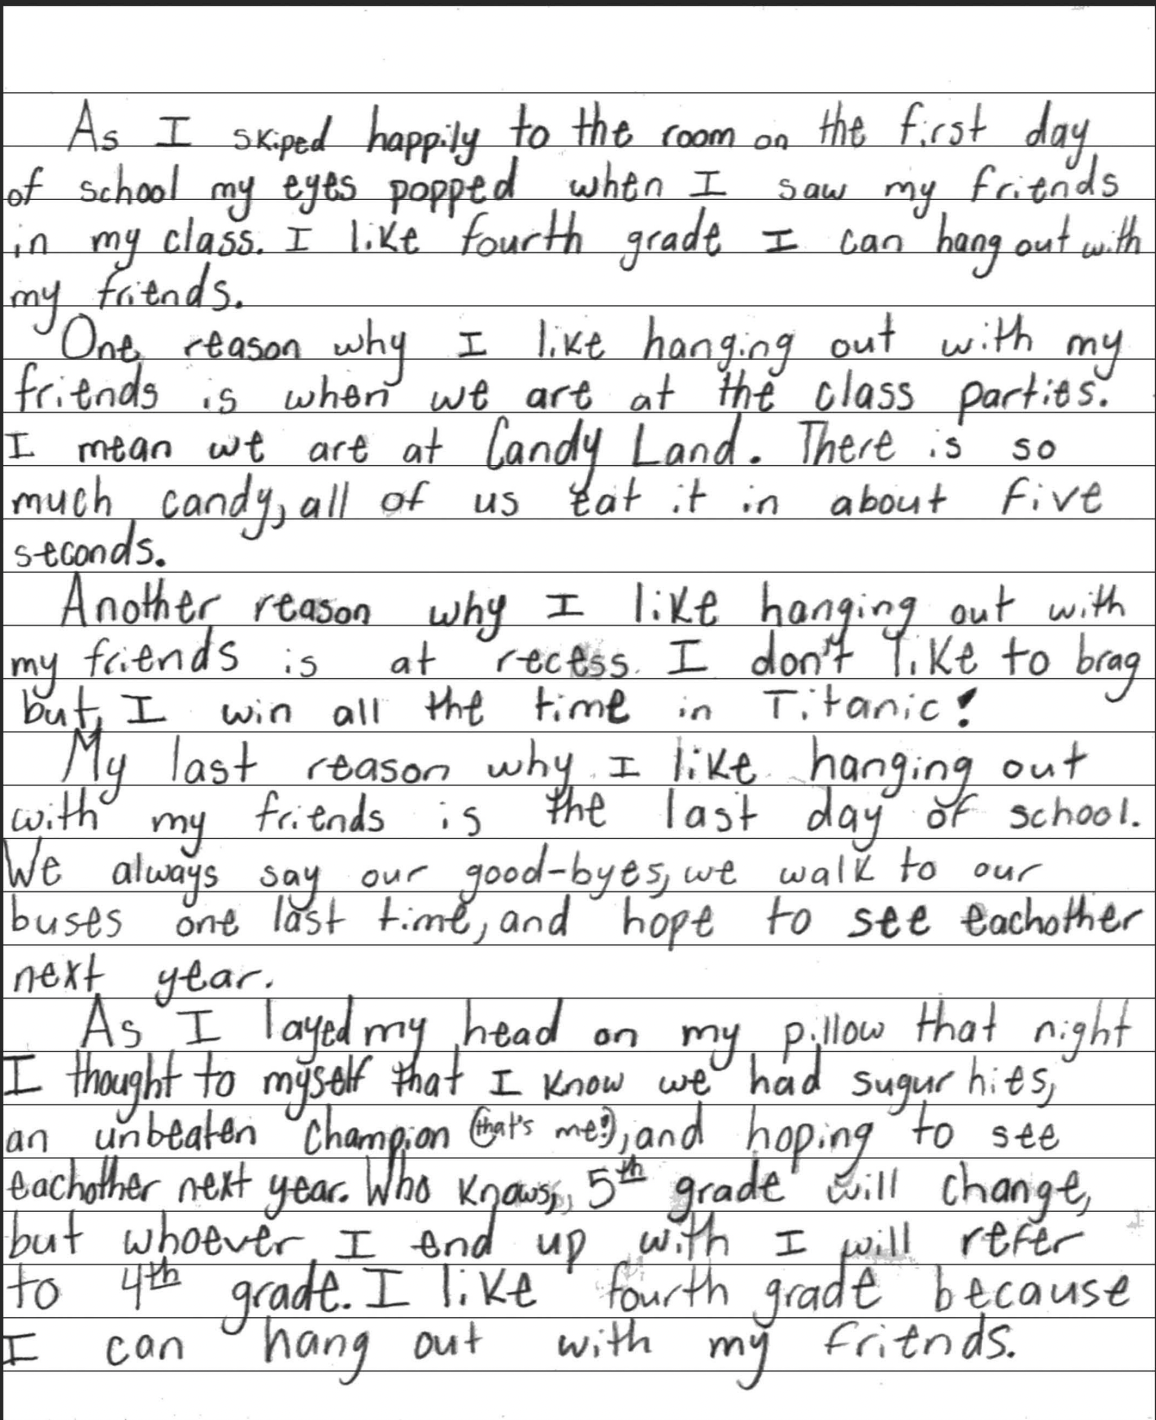 As I skiped happily to the room on the first day
of school my eyes popped when I saw my friends
in my class. I like fourth grade I can hang out with
my friends.
One reason why I like hanging out with my
friends is when we are at the class parties.
I mean we are at Candy Land. There is so
much candy, all of us eat it in about five
seconds.
Another reason why I like hanging out with
my friends is at recess. I don't like to brag
but, I win all the time in Titanic!
My last reason why I like hanging out
with my friends is the last day of school.
We always say our good-byes, we walk to our
buses one last time, and hope to see eachother
next year.
As I layed my head on my pillow that night
I thought to myself that I know we had sugur hies,
an unbeaten champion (that's me!), and hoping to see
eachother next year. Who knows, 5th grade will change,
but whoever I end up with I will refer
to 4th grade. I like fourth grade because
I can hang out with my friends.